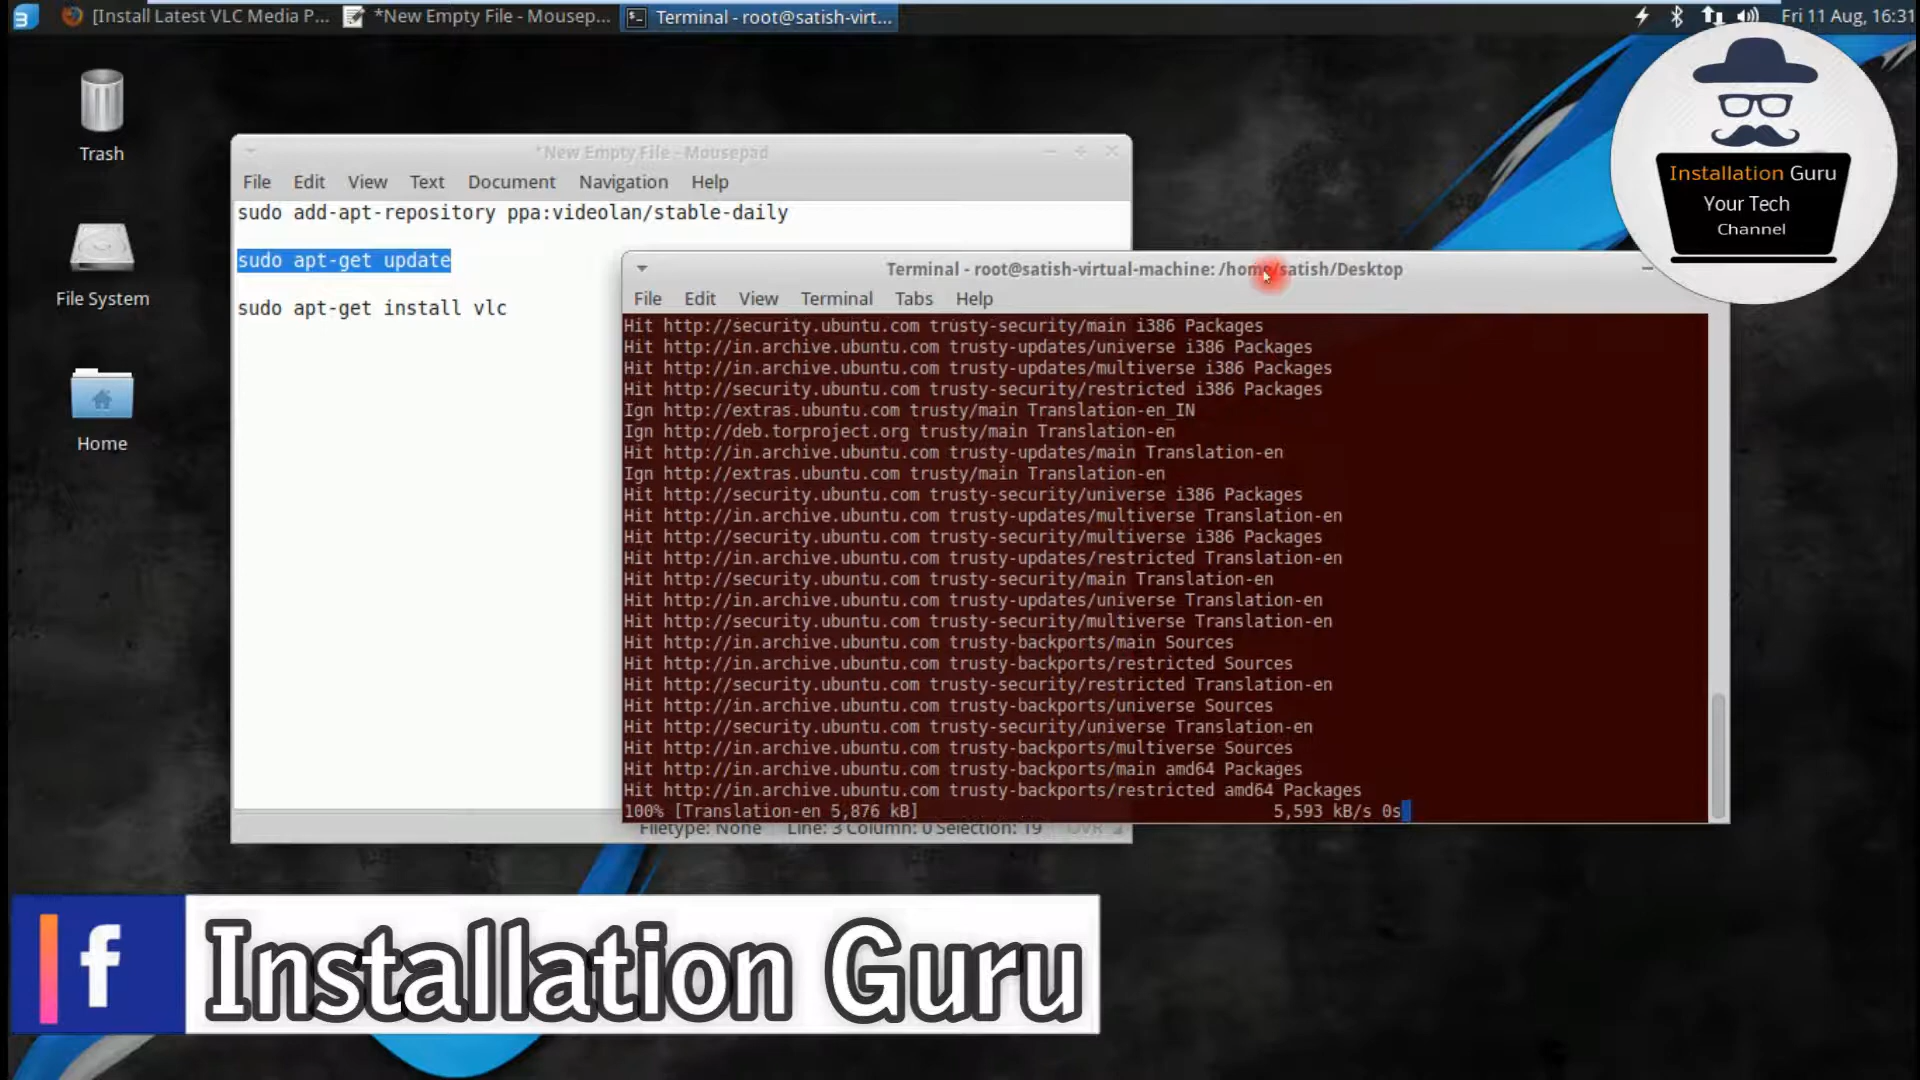 [Install Latest VLC Media P...
*New Empty File - Mousep...
Terminal - root@satish-virt...
Fri 11 Aug, 16:31
Trash
File System
Home
*New Empty File - Mousepad
File Edit View Text Document Navigation Help
sudo add-apt-repository ppa:videolan/stable-daily
sudo apt-get update
sudo apt-get install vlc
Filetype: None Line: 3 Column: 0 Selection: 19 OVR
Installation Guru
Your Tech
Channel
Terminal - root@satish-virtual-machine: /home/satish/Desktop
File Edit View Terminal Tabs Help
Hit http://security.ubuntu.com trusty-security/main i386 Packages
Hit http://in.archive.ubuntu.com trusty-updates/universe i386 Packages
Hit http://in.archive.ubuntu.com trusty-updates/multiverse i386 Packages
Hit http://security.ubuntu.com trusty-security/restricted i386 Packages
Ign http://extras.ubuntu.com trusty/main Translation-en_IN
Ign http://deb.torproject.org trusty/main Translation-en
Hit http://in.archive.ubuntu.com trusty-updates/main Translation-en
Ign http://extras.ubuntu.com trusty/main Translation-en
Hit http://security.ubuntu.com trusty-security/universe i386 Packages
Hit http://in.archive.ubuntu.com trusty-updates/multiverse Translation-en
Hit http://security.ubuntu.com trusty-security/multiverse i386 Packages
Hit http://in.archive.ubuntu.com trusty-updates/restricted Translation-en
Hit http://security.ubuntu.com trusty-security/main Translation-en
Hit http://in.archive.ubuntu.com trusty-updates/universe Translation-en
Hit http://security.ubuntu.com trusty-security/multiverse Translation-en
Hit http://in.archive.ubuntu.com trusty-backports/main Sources
Hit http://in.archive.ubuntu.com trusty-backports/restricted Sources
Hit http://security.ubuntu.com trusty-security/restricted Translation-en
Hit http://in.archive.ubuntu.com trusty-backports/universe Sources
Hit http://security.ubuntu.com trusty-security/universe Translation-en
Hit http://in.archive.ubuntu.com trusty-backports/multiverse Sources
Hit http://in.archive.ubuntu.com trusty-backports/main amd64 Packages
Hit http://in.archive.ubuntu.com trusty-backports/restricted amd64 Packages
100% [Translation-en 5,876 kB] 5,593 kB/s 0s
f
Installation Guru